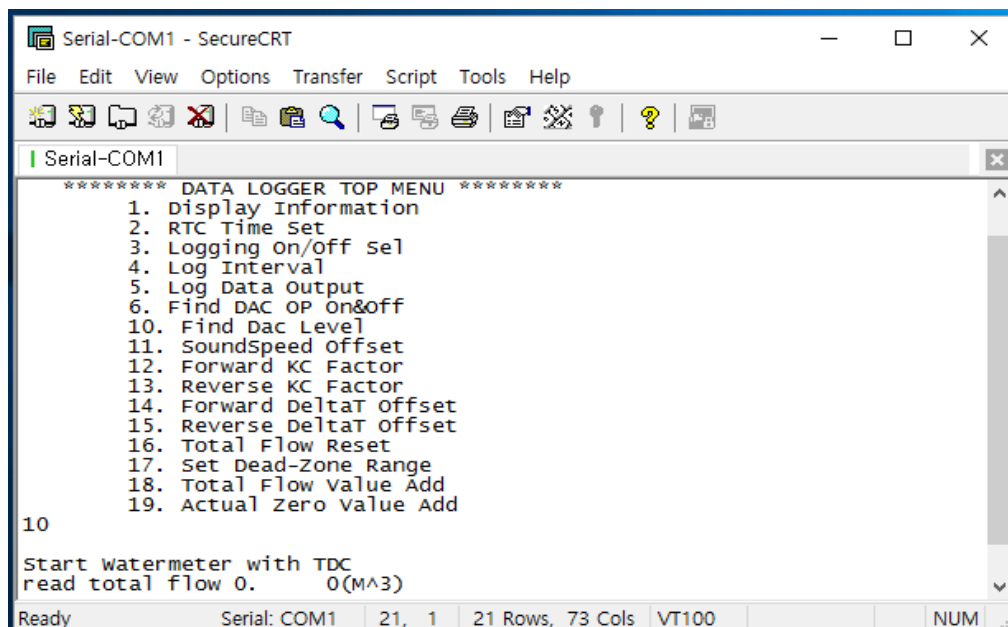 Serial-COM1 - SecureCRT
File Edit View Options Transfer Script Tools Help
Serial-COM1
******** DATA LOGGER TOP MENU ********
1. Display Information
2. RTC Time Set
3. Logging On/Off Sel
4. Log Interval
5. Log Data Output
6. Find DAC OP On&Off
10. Find Dac Level
11. SoundSpeed Offset
12. Forward KC Factor
13. Reverse KC Factor
14. Forward DeltaT Offset
15. Reverse DeltaT Offset
16. Total Flow Reset
17. Set Dead-Zone Range
18. Total Flow Value Add
19. Actual Zero Value Add
10
Start Watermeter with TDC
read total flow 0. 0(M^3)
Ready Serial: COM1 21, 1 21 Rows, 73 Cols VT100 NUM